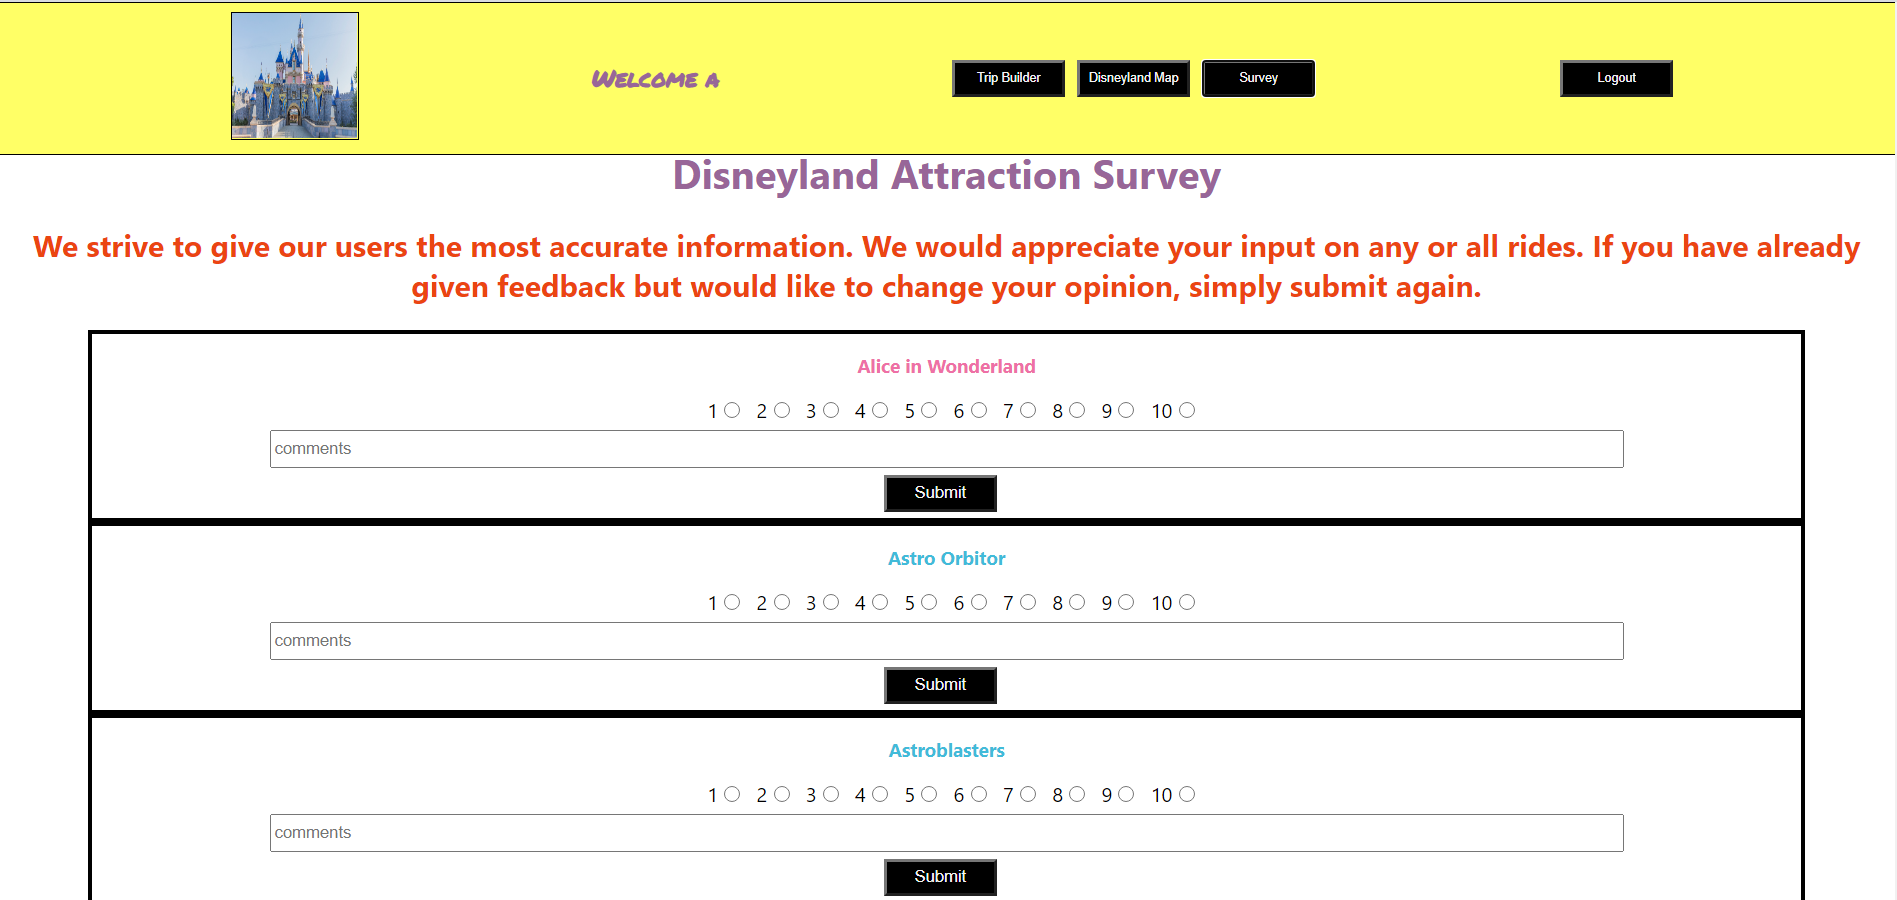 Welcome a
Trip Builder
Disneyland Map
Survey
Logout
Disneyland Attraction Survey
We strive to give our users the most accurate information. We would appreciate your input on any or all rides. If you have already
given feedback but would like to change your opinion, simply submit again.
Alice in Wonderland
1 2 3 4 5 6 7 8 9 10
comments
Submit
Astro Orbitor
1 2 3 4 5 6 7 8 9 10
comments
Submit
Astroblasters
1 2 3 4 5 6 7 8 9 10
comments
Submit